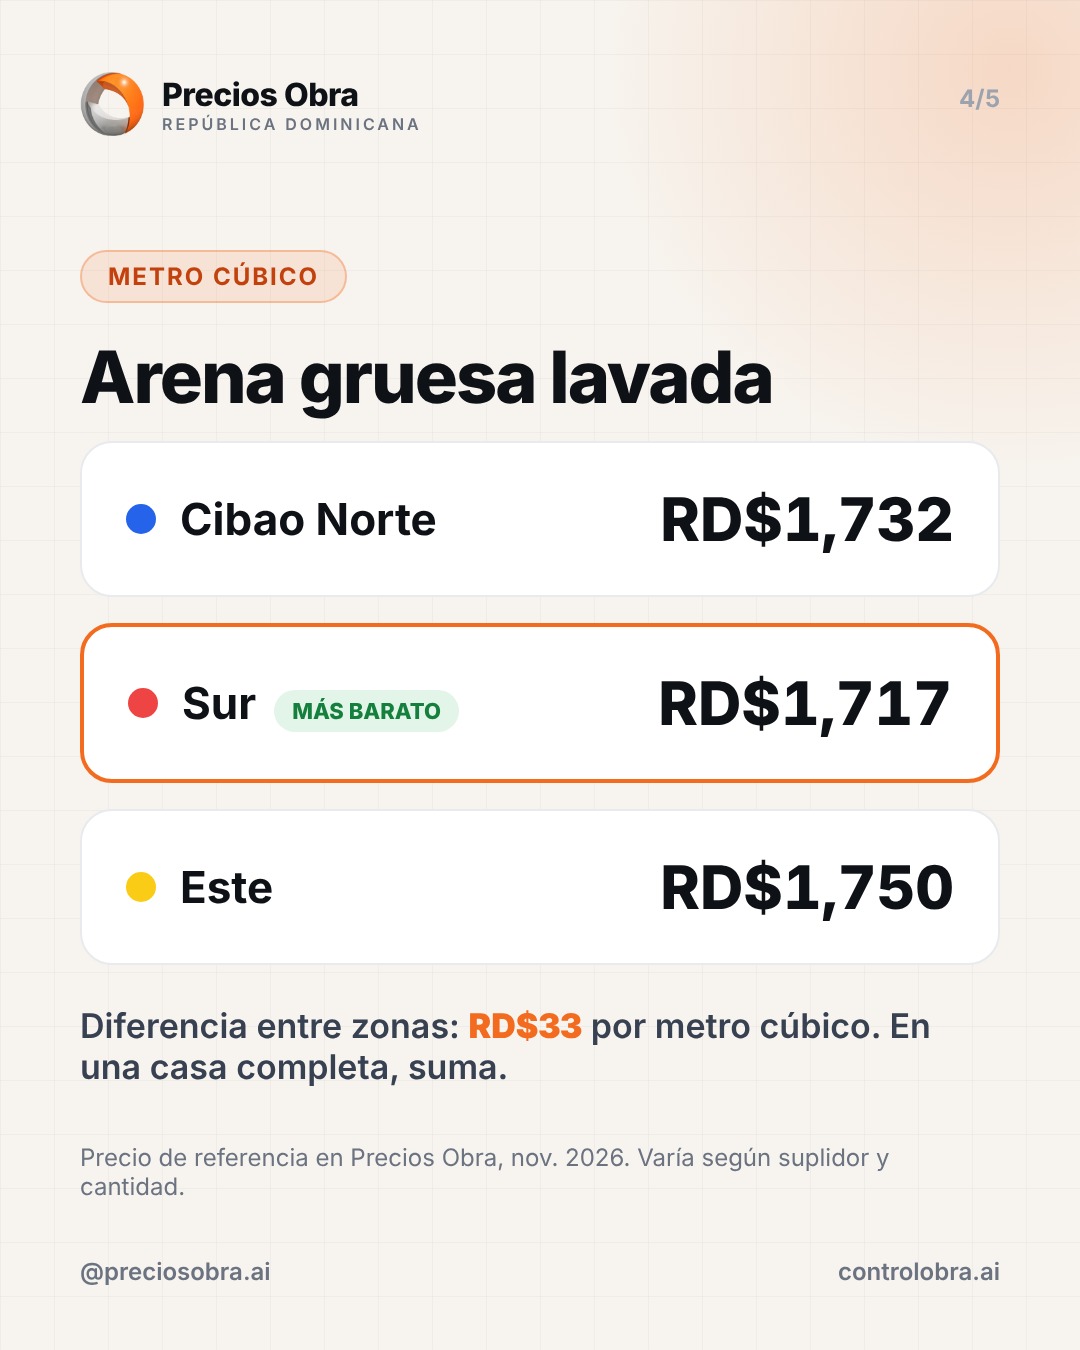 Precios Obra
REPÚBLICA DOMINICANA
4/5
METRO CÚBICO
Arena gruesa lavada
Cibao Norte RD$1,732
Sur MÁS BARATO RD$1,717
Este RD$1,750
Diferencia entre zonas: RD$33 por metro cúbico. En
una casa completa, suma.
Precio de referencia en Precios Obra, nov. 2026. Varía según suplidor y
cantidad.
@preciosobra.ai controlobra.ai